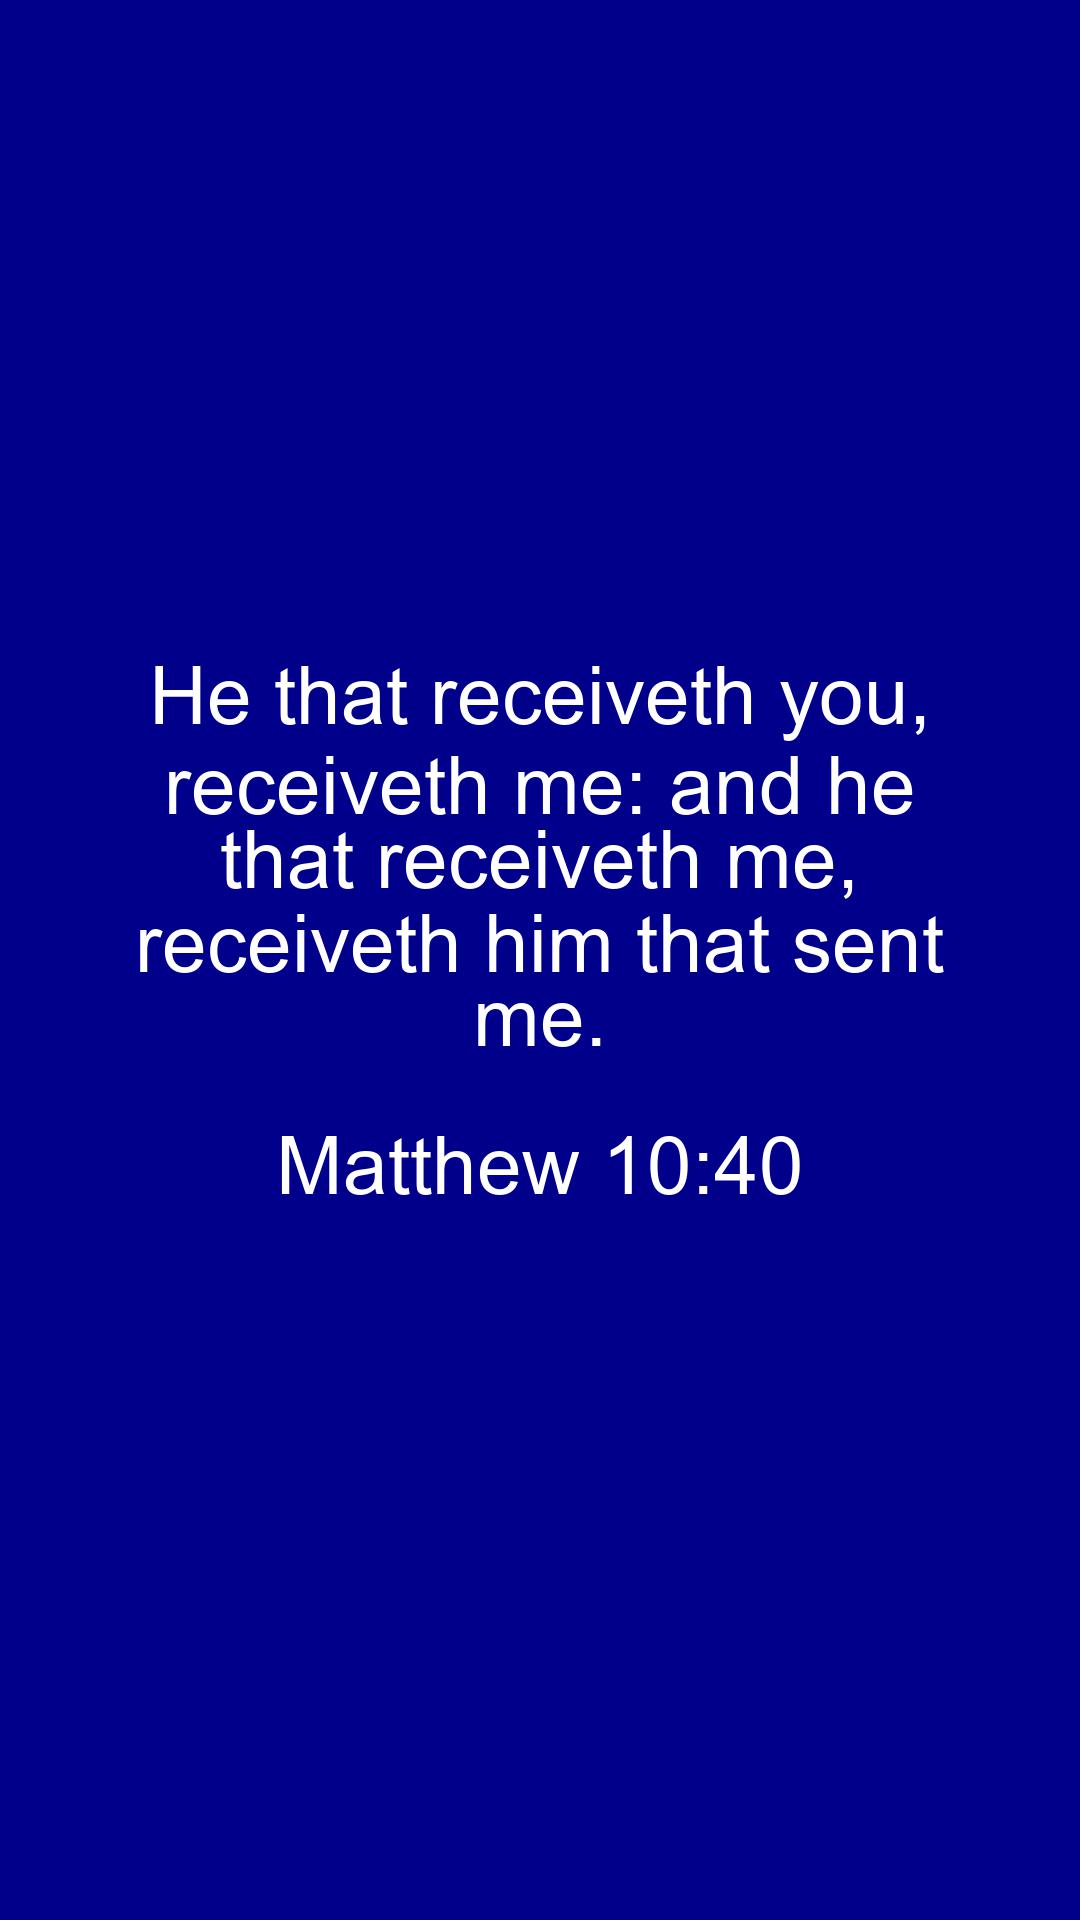 He that receiveth you,
receiveth me: and he
that receiveth me,
receiveth him that sent
me.
Matthew 10:40